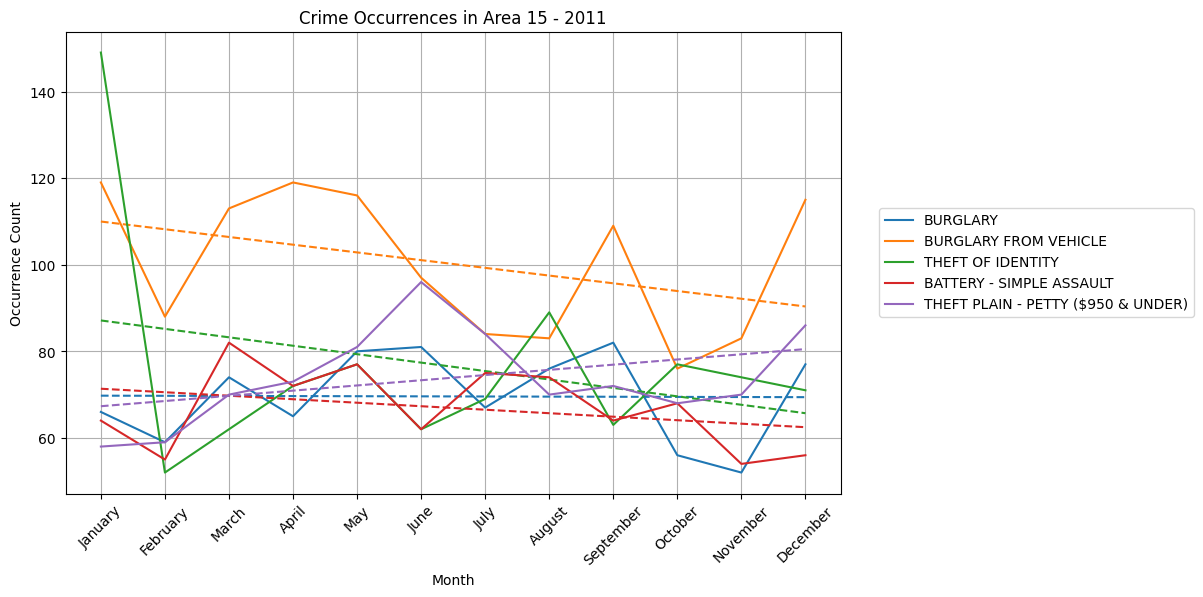 Crime Occurrences in Area 15 - 2011
Occurrence Count
140
120
100
80
60
January
February
March
April
May
June
July
August
September
October
November
December
Month
BURGLARY
BURGLARY FROM VEHICLE
THEFT OF IDENTITY
BATTERY - SIMPLE ASSAULT
THEFT PLAIN - PETTY ($950 & UNDER)